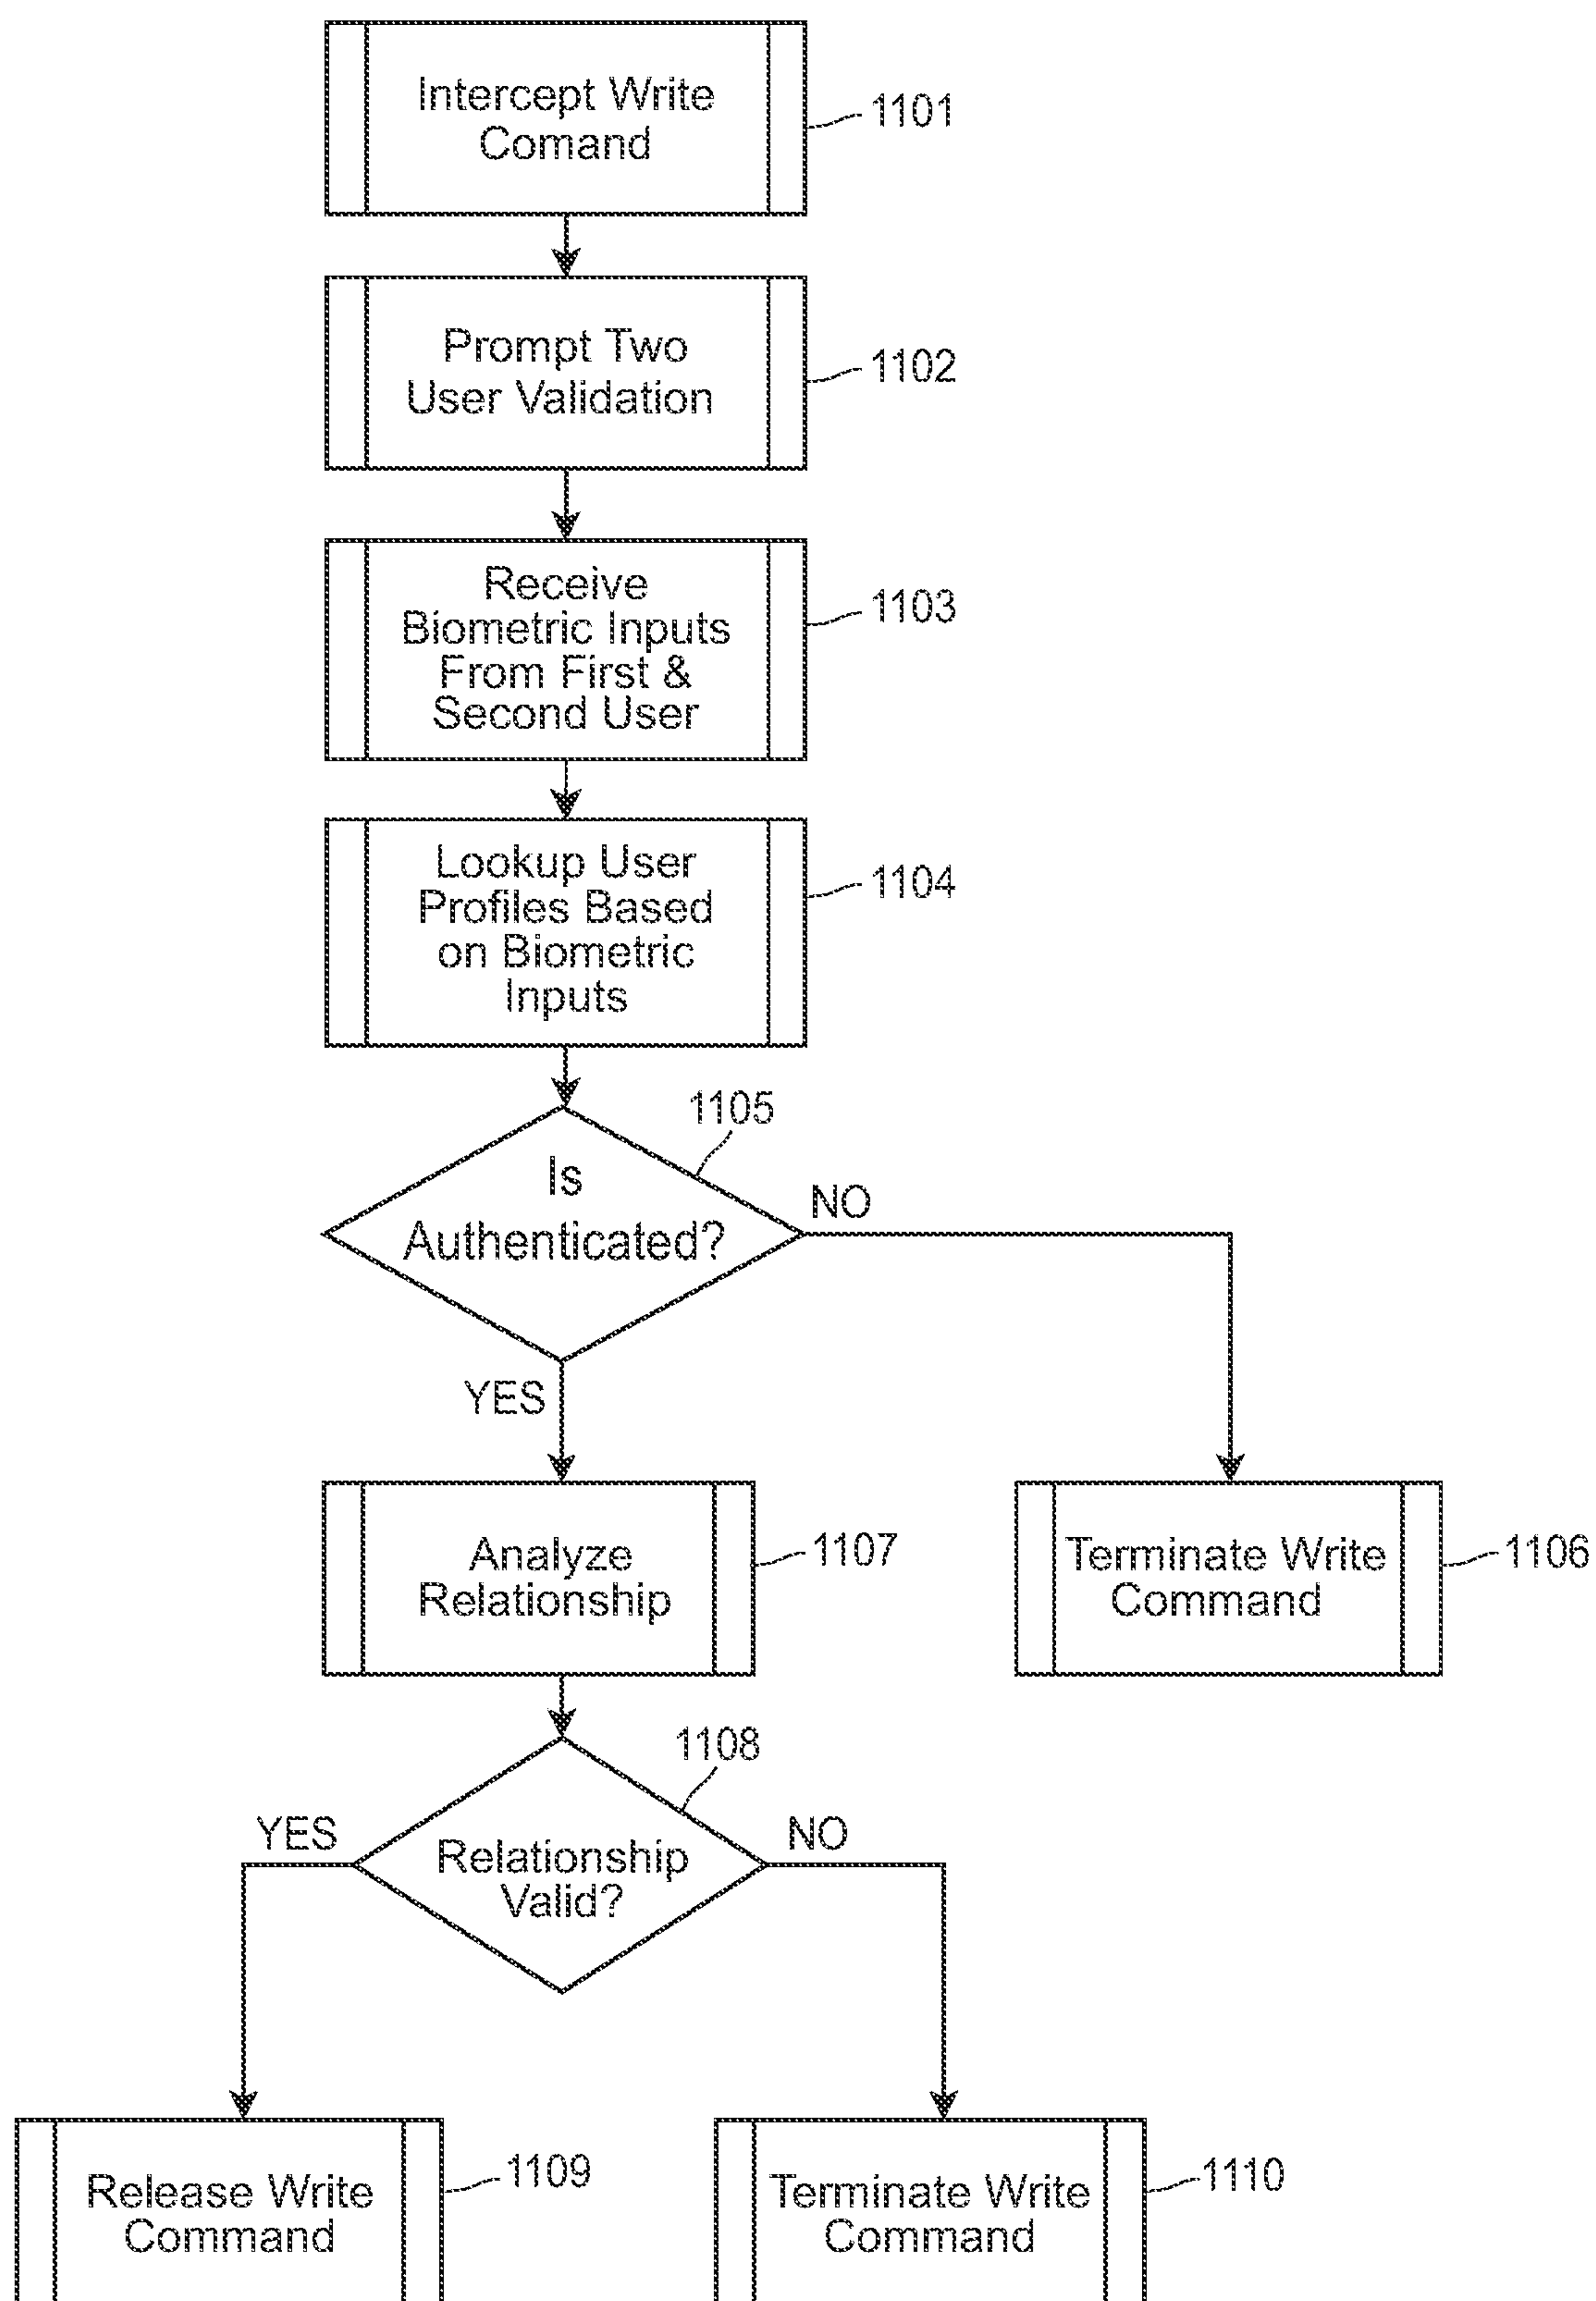 Intercept Write
Comand
1101
Prompt Two
User Validation
1102
Receive
Biometric Inputs
From First &
Second User
1103
Lookup User
Profiles Based
on Biometric
Inputs
1104
1105
Is
Authenticated?
NO
YES
Analyze
Relationship
1107
Terminate Write
Command
1106
1108
YES
NO
Relationship
Valid?
Release Write
Command
1109
Terminate Write
Command
1110